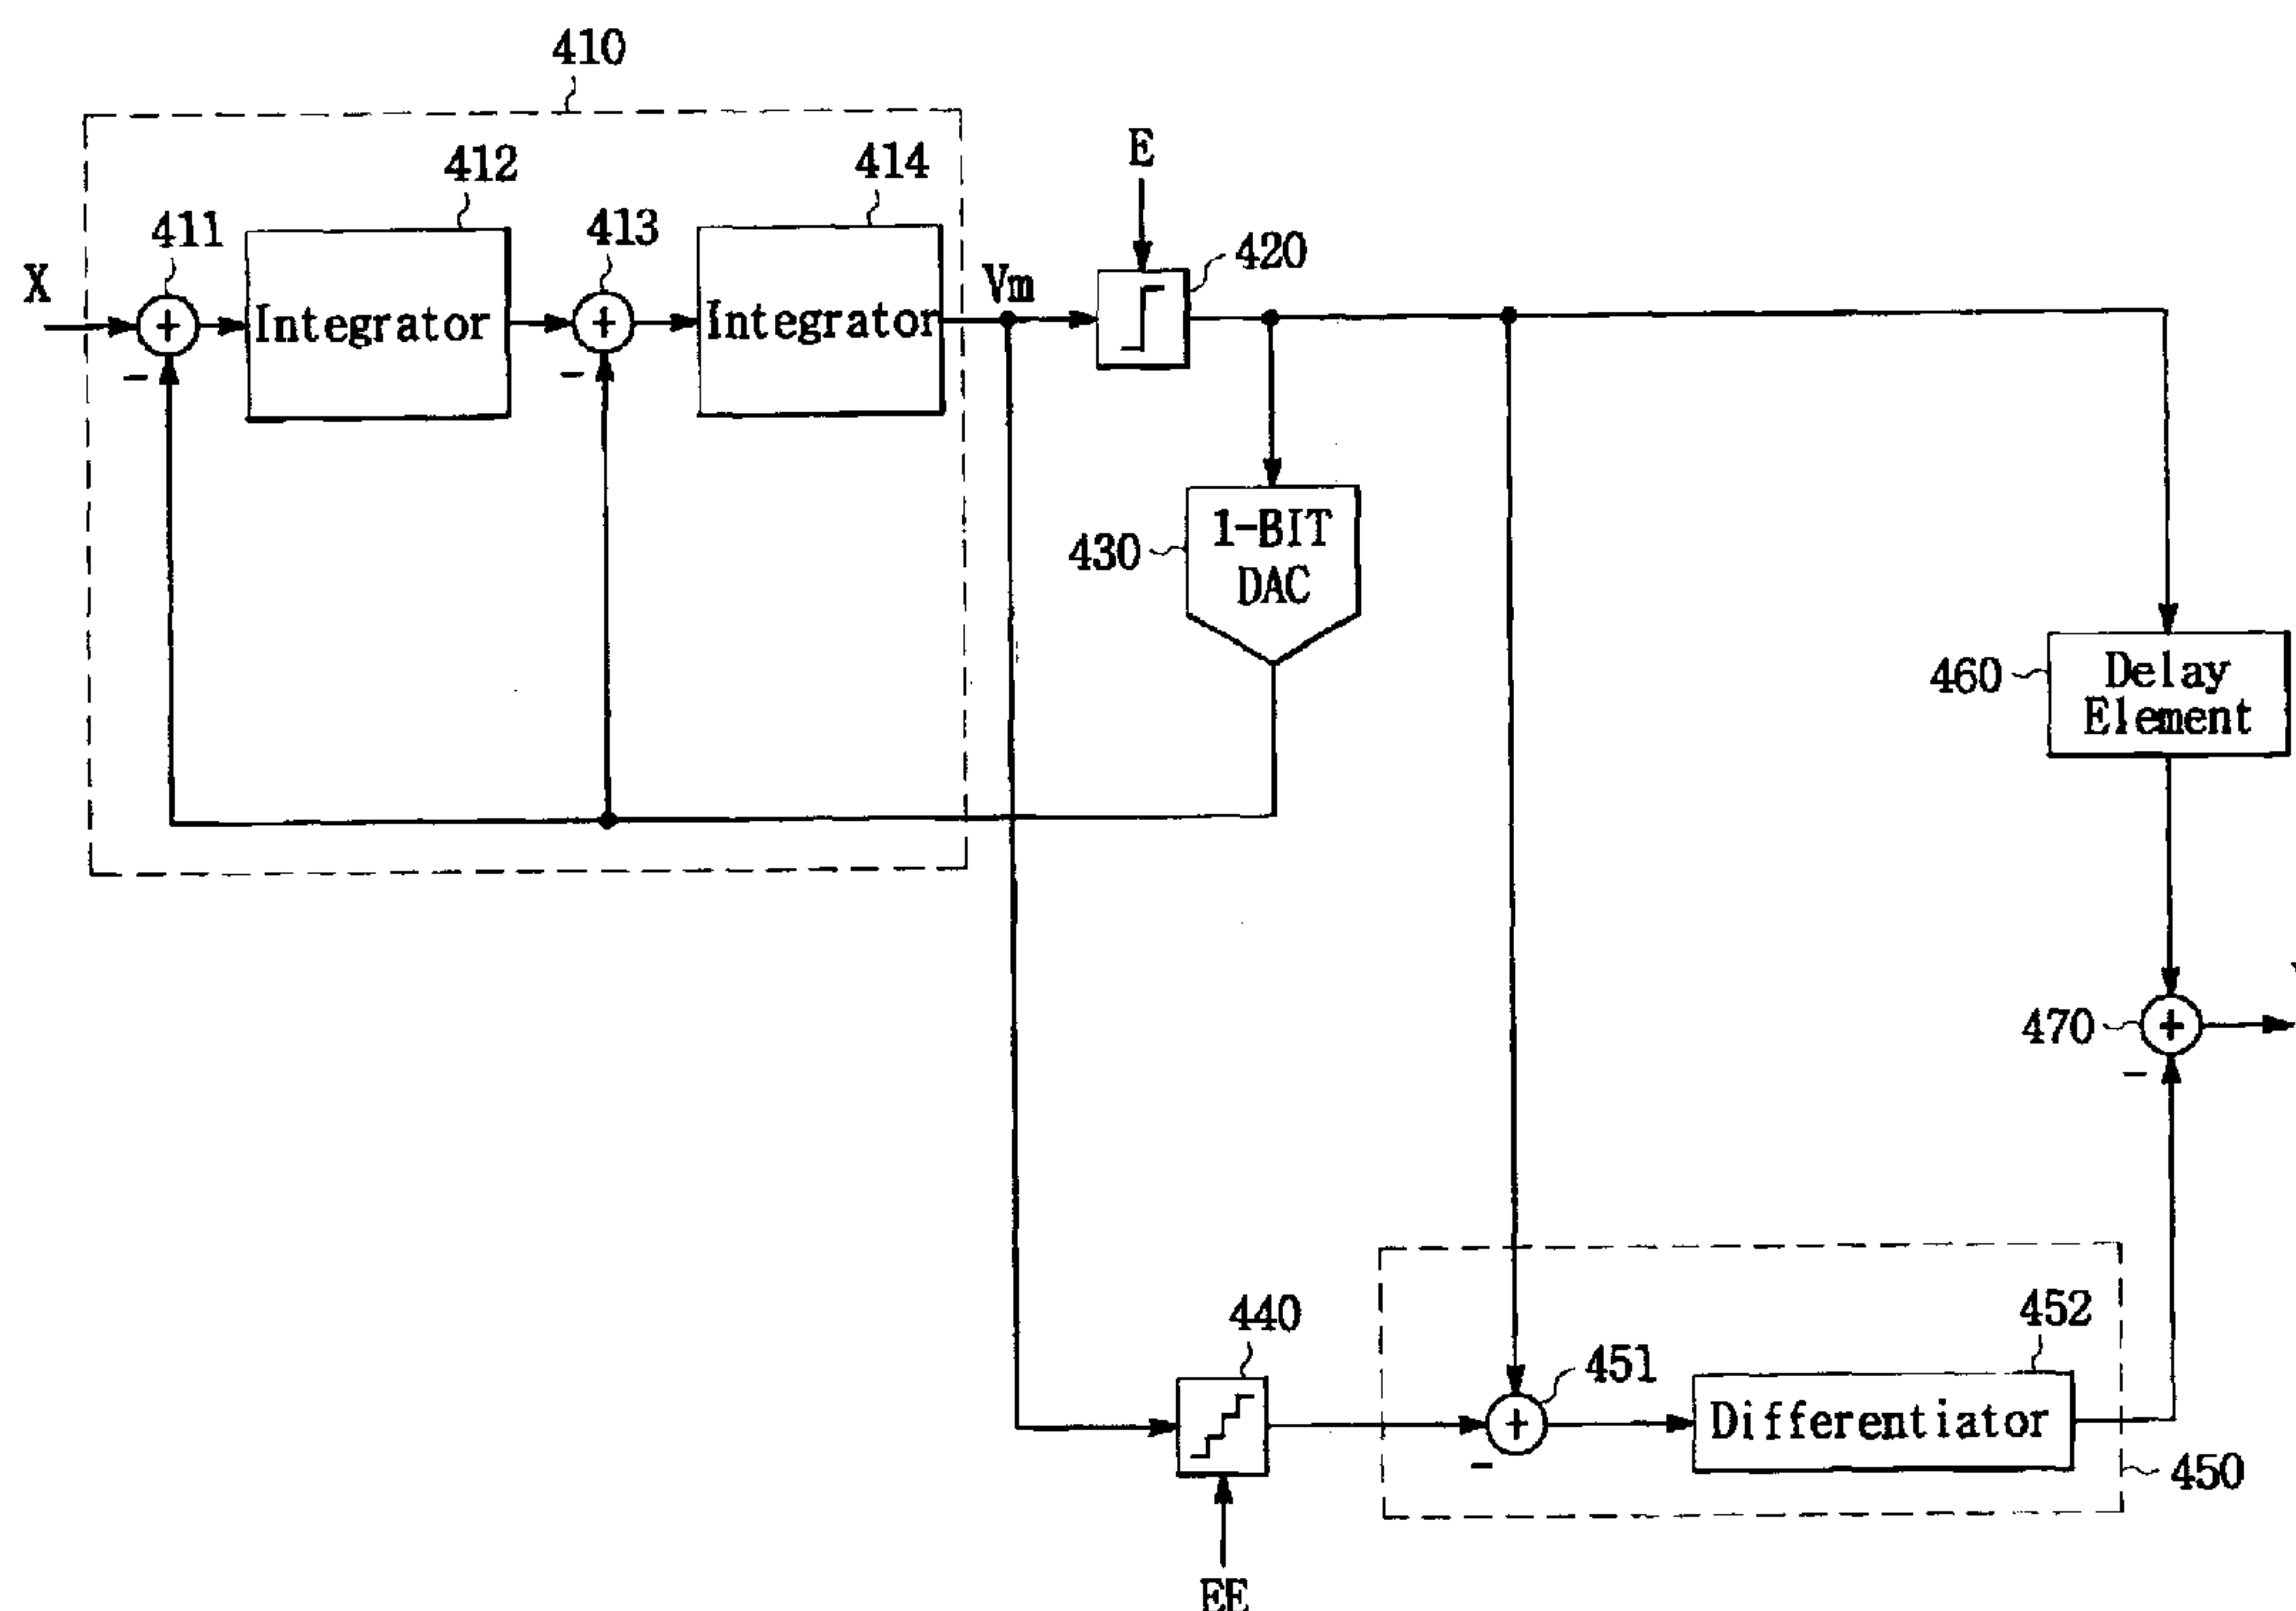 410
412
414
E
411
413
420
X
Vm
Integrator
Integrator
-
-
1-BIT
DAC
430
460
Delay
Element
470
-
440
452
451
Differentiator
-
450
EE